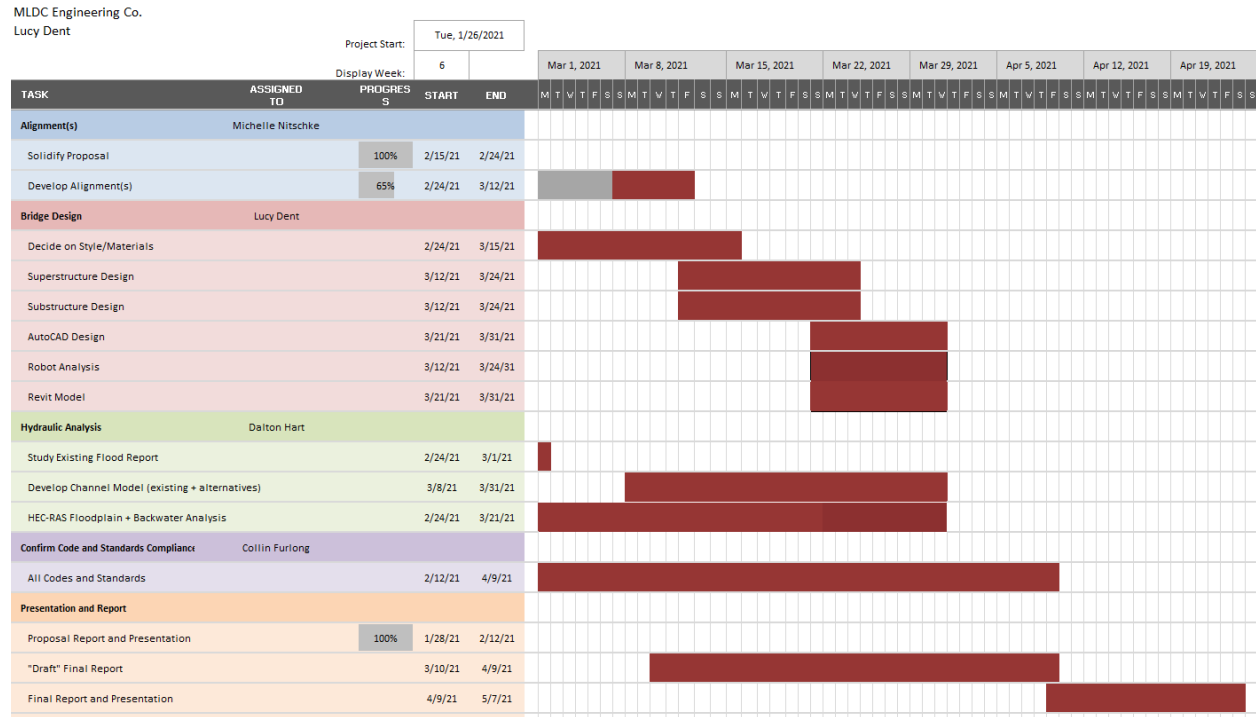 MLDC Engineering Co.
Lucy Dent
Project Start: Tue, 1/26/2021
Display Week: 6
Mar 1, 2021 Mar 8, 2021 Mar 15, 2021 Mar 22, 2021 Mar 29, 2021 Apr 5, 2021 Apr 12, 2021 Apr 19, 2021
TASK ASSIGNED TO PROGRESS START END M T W T F S S M T W T F S S M T W T F S S M T W T F S S M T W T F S S M T W T F S S M T W T F S S M T W T F S S
Alignment(s) Michelle Nitschke
Solidify Proposal 100% 2/15/21 2/24/21
Develop Alignment(s) 65% 2/24/21 3/12/21
Bridge Design Lucy Dent
Decide on Style/Materials 2/24/21 3/15/21
Superstructure Design 3/12/21 3/24/21
Substructure Design 3/12/21 3/24/21
AutoCAD Design 3/21/21 3/31/21
Robot Analysis 3/12/21 3/24/31
Revit Model 3/21/21 3/31/21
Hydraulic Analysis Dalton Hart
Study Existing Flood Report 2/24/21 3/1/21
Develop Channel Model (existing + alternatives) 3/8/21 3/31/21
HEC-RAS Floodplain + Backwater Analysis 2/24/21 3/21/21
Confirm Code and Standards Compliance Collin Furlong
All Codes and Standards 2/12/21 4/9/21
Presentation and Report
Proposal Report and Presentation 100% 1/28/21 2/12/21
"Draft" Final Report 3/10/21 4/9/21
Final Report and Presentation 4/9/21 5/7/21